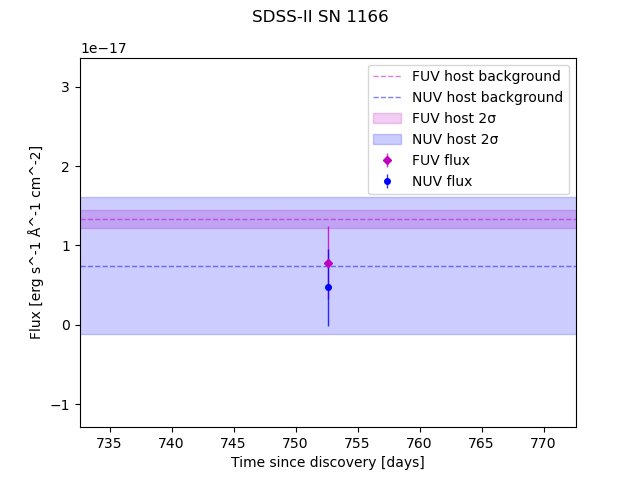 SDSS-II SN 1166
1e−17
FUV host background
NUV host background
FUV host 2σ
NUV host 2σ
FUV flux
NUV flux
3
2
1
0
−1
Flux [erg s^-1 Å^-1 cm^-2]
735 740 745 750 755 760 765 770
Time since discovery [days]